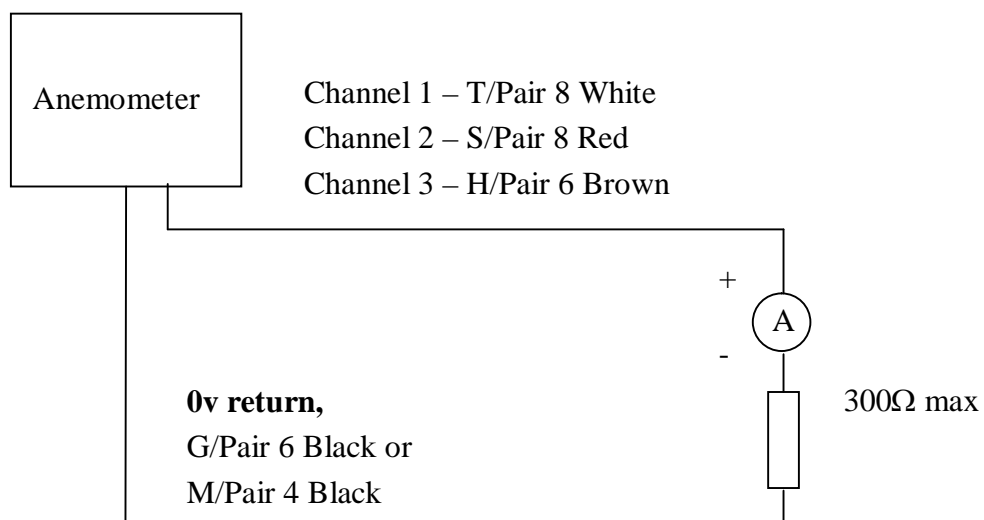 Anemometer
Channel 1 – T/Pair 8 White
Channel 2 – S/Pair 8 Red
Channel 3 – H/Pair 6 Brown
+
A
-
300Ω max
0v return,
G/Pair 6 Black or
M/Pair 4 Black